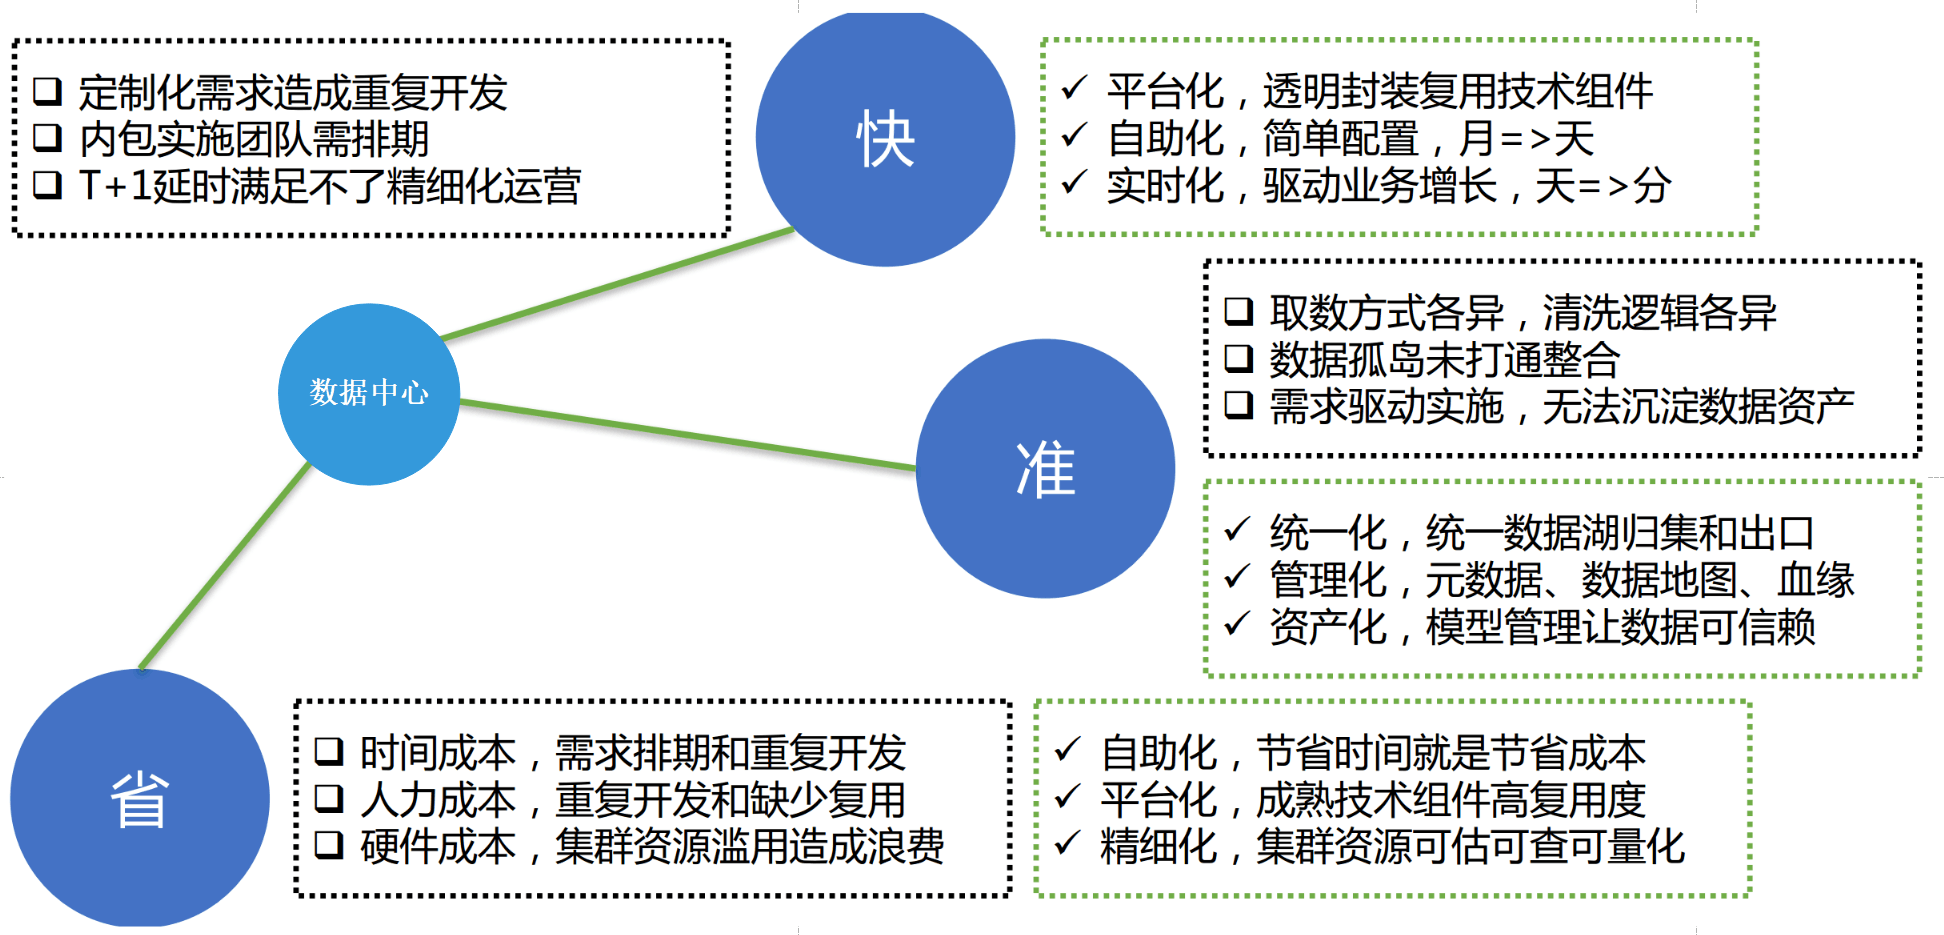 定制化需求造成重复开发
内包实施团队需排期
T+1延时满足不了精细化运营
快
平台化，透明封装复用技术组件
自助化，简单配置，月=>天
实时化，驱动业务增长，天=>分
数据中心
准
取数方式各异，清洗逻辑各异
数据孤岛未打通整合
需求驱动实施，无法沉淀数据资产
统一化，统一数据湖归集和出口
管理化，元数据、数据地图、血缘
资产化，模型管理让数据可信赖
省
时间成本，需求排期和重复开发
人力成本，重复开发和缺少复用
硬件成本，集群资源滥用造成浪费
自助化，节省时间就是节省成本
平台化，成熟技术组件高复用度
精细化，集群资源可估可查可量化